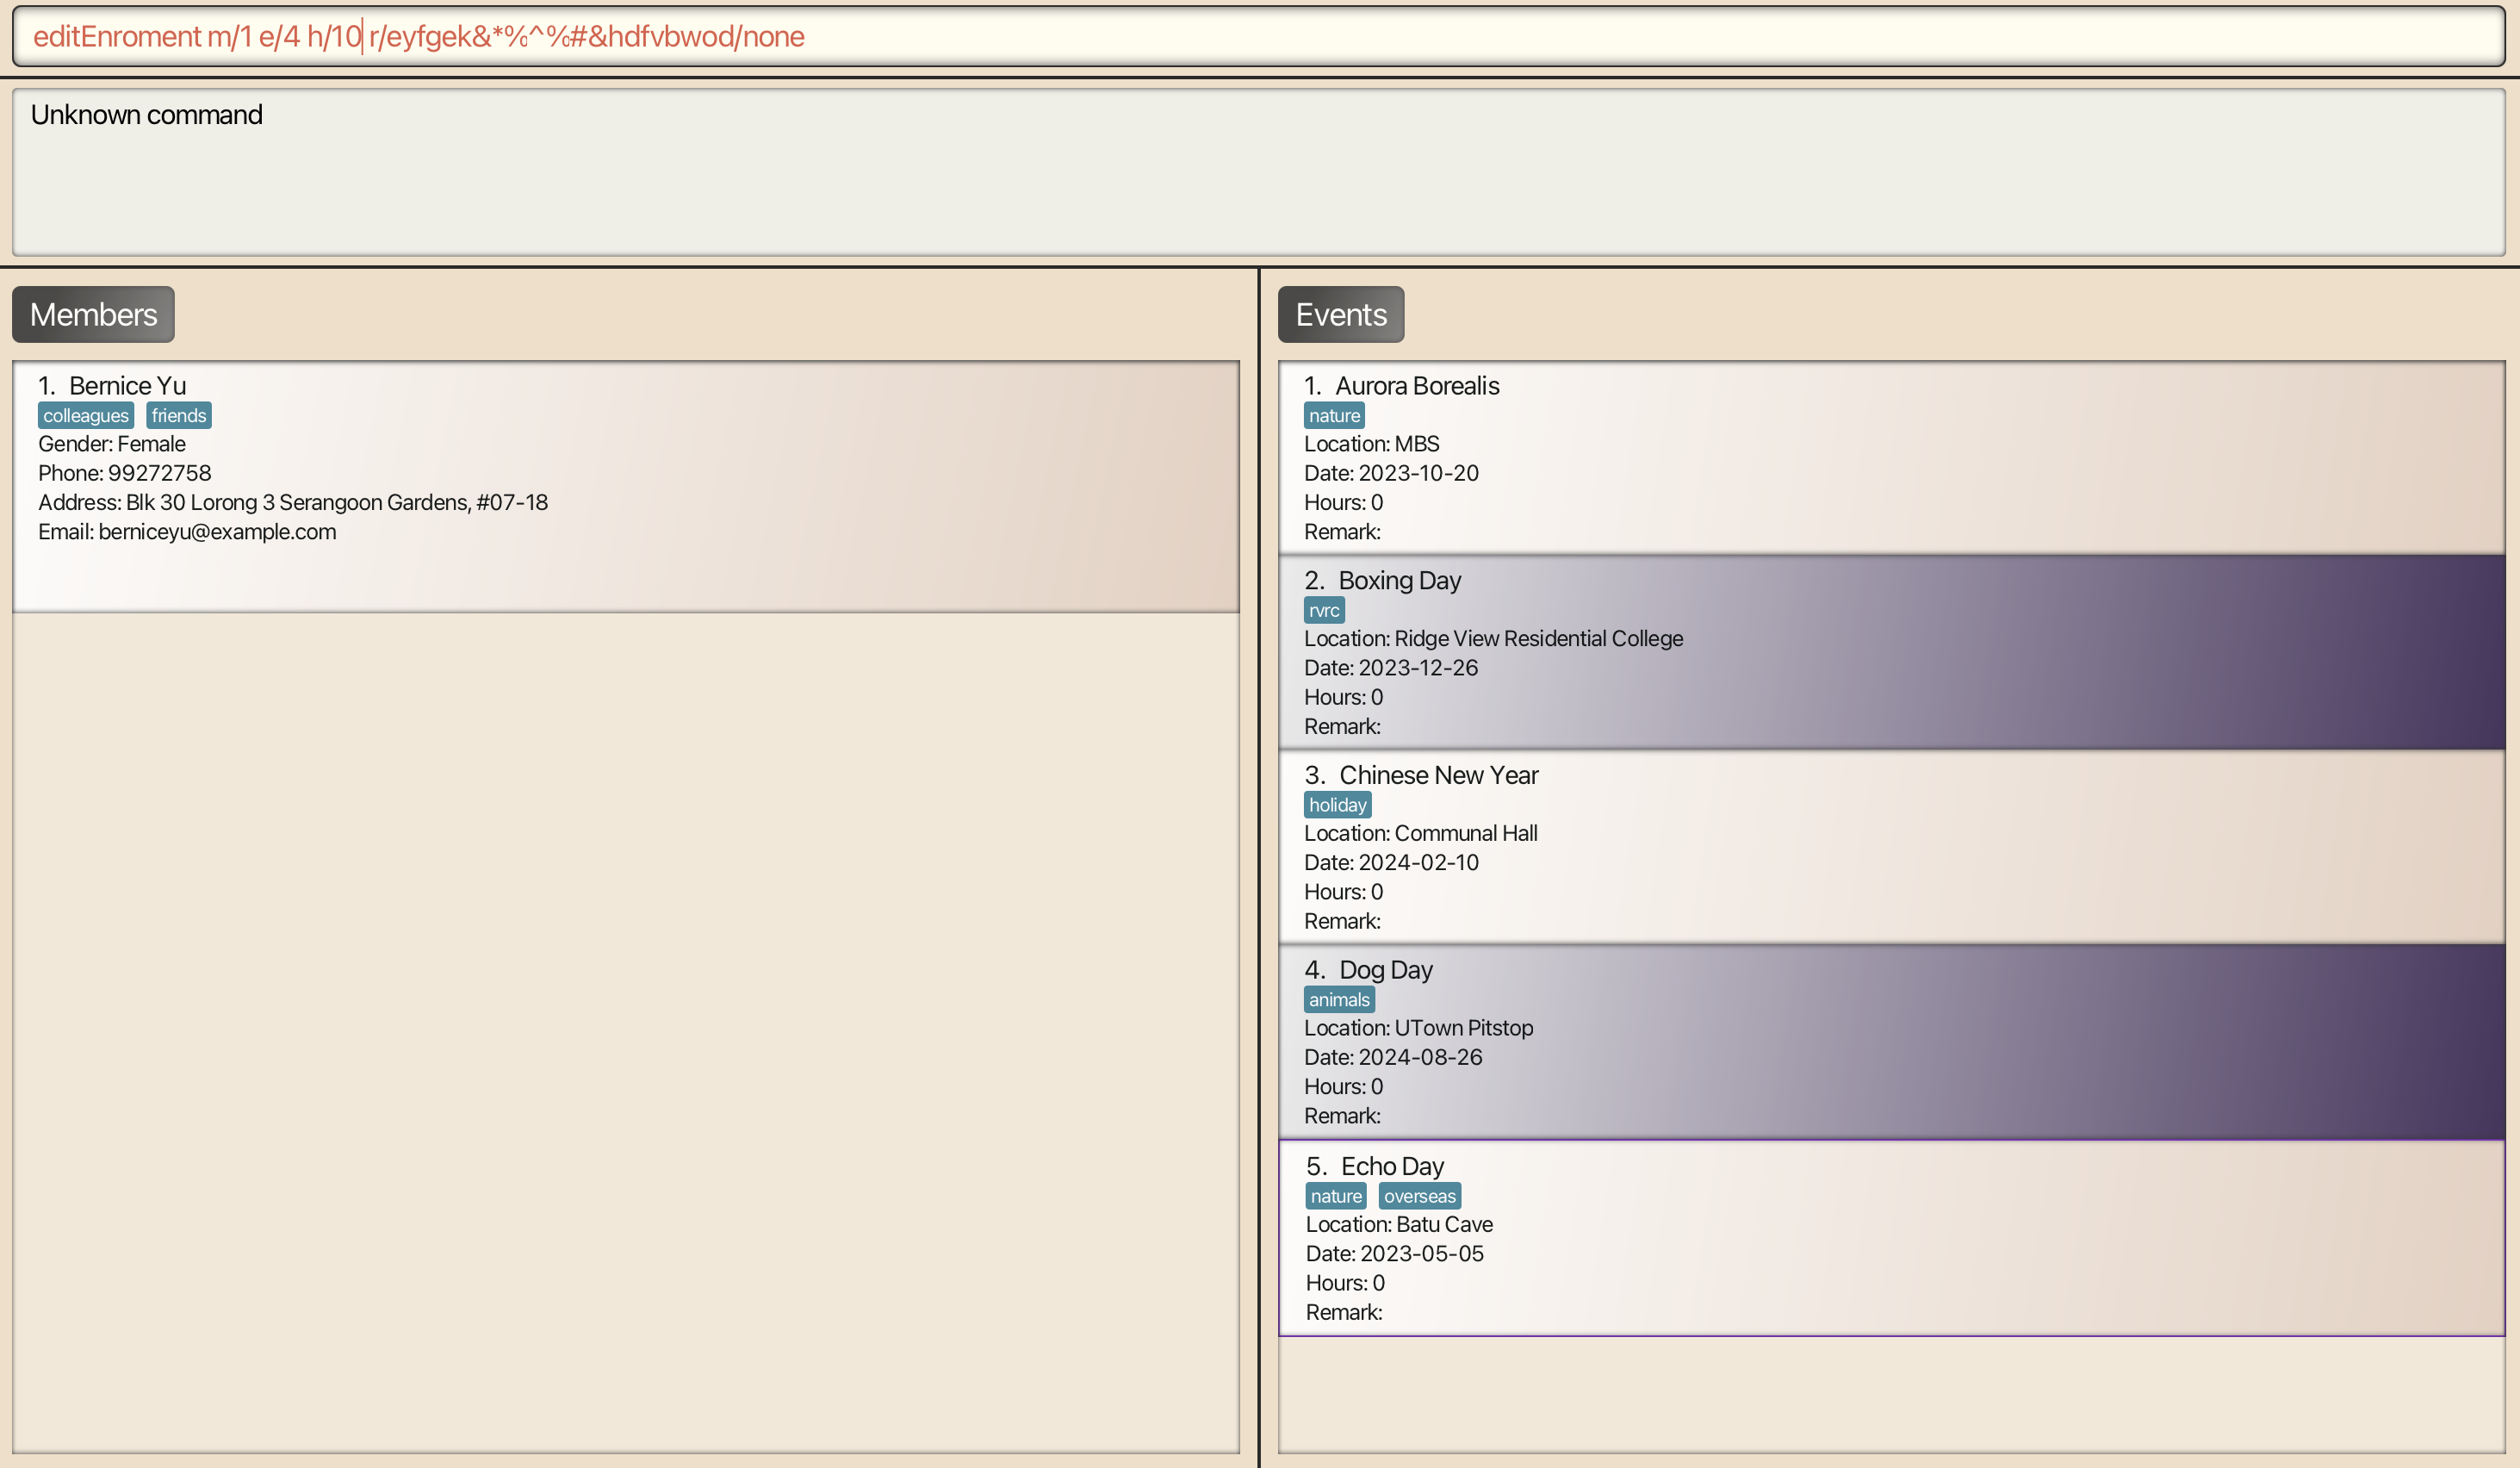 editEnroment m/1 e/4 h/10 r/eyfgek&*%^%#&hdfvbwod/none
Unknown command
Members
1. Bernice Yu
colleagues friends
Gender: Female
Phone: 99272758
Address: Blk 30 Lorong 3 Serangoon Gardens, #07-18
Email: berniceyu@example.com
Events
1. Aurora Borealis
nature
Location: MBS
Date: 2023-10-20
Hours: 0
Remark:
2. Boxing Day
rvrc
Location: Ridge View Residential College
Date: 2023-12-26
Hours: 0
Remark:
3. Chinese New Year
holiday
Location: Communal Hall
Date: 2024-02-10
Hours: 0
Remark:
4. Dog Day
animals
Location: UTown Pitstop
Date: 2024-08-26
Hours: 0
Remark:
5. Echo Day
nature overseas
Location: Batu Cave
Date: 2023-05-05
Hours: 0
Remark: